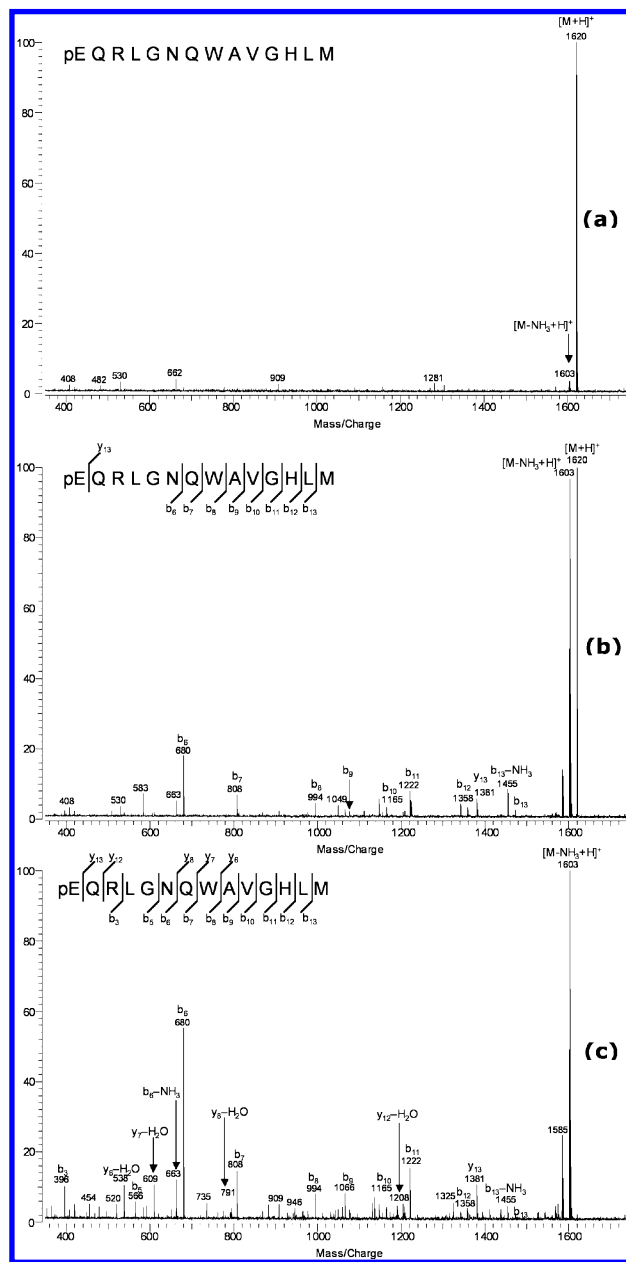 pEQRLGNQWAVGHLM
[M+H]⁺
1620
100
80
60
40
20
0
(a)
[M-NH₃+H]⁺
1603
408 482 530 662 909 1281
400 600 800 1000 1200 1400 1600
Mass/Charge
y₁₃
pEQRLGNQWAVGHLM
b₆ b₇ b₈ b₉ b₁₀ b₁₁ b₁₂ b₁₃
[M-NH₃+H]⁺
1603
[M+H]⁺
1620
100
80
60
40
20
0
(b)
408 530 583 663
b₆
680
b₇
808
b₈
994
1049
b₉
b₁₀
1165
b₁₁
1222
b₁₂
1358
y₁₃
1381
b₁₃–NH₃
1455
b₁₃
400 600 800 1000 1200 1400 1600
Mass/Charge
y₁₃ y₁₂ y₈ y₇ y₆
pEQRLGNQWAVGHLM
b₃ b₅ b₆ b₇ b₈ b₉ b₁₀ b₁₁ b₁₂ b₁₃
[M-NH₃+H]⁺
1603
100
80
60
40
20
0
(c)
b₃
396
454
520
y₆–H₂O
538
b₅
566
y₇–H₂O
609
b₆–NH₃
663
b₆
680
735
y₈–H₂O
791
b₇
808
909
946
b₈
994
b₉
1066
b₁₀
1165
y₁₂–H₂O
1208
b₁₁
1222
1325
b₁₂
1358
y₁₃
1381
b₁₃–NH₃
1455
b₁₃
1585
400 600 800 1000 1200 1400 1600
Mass/Charge